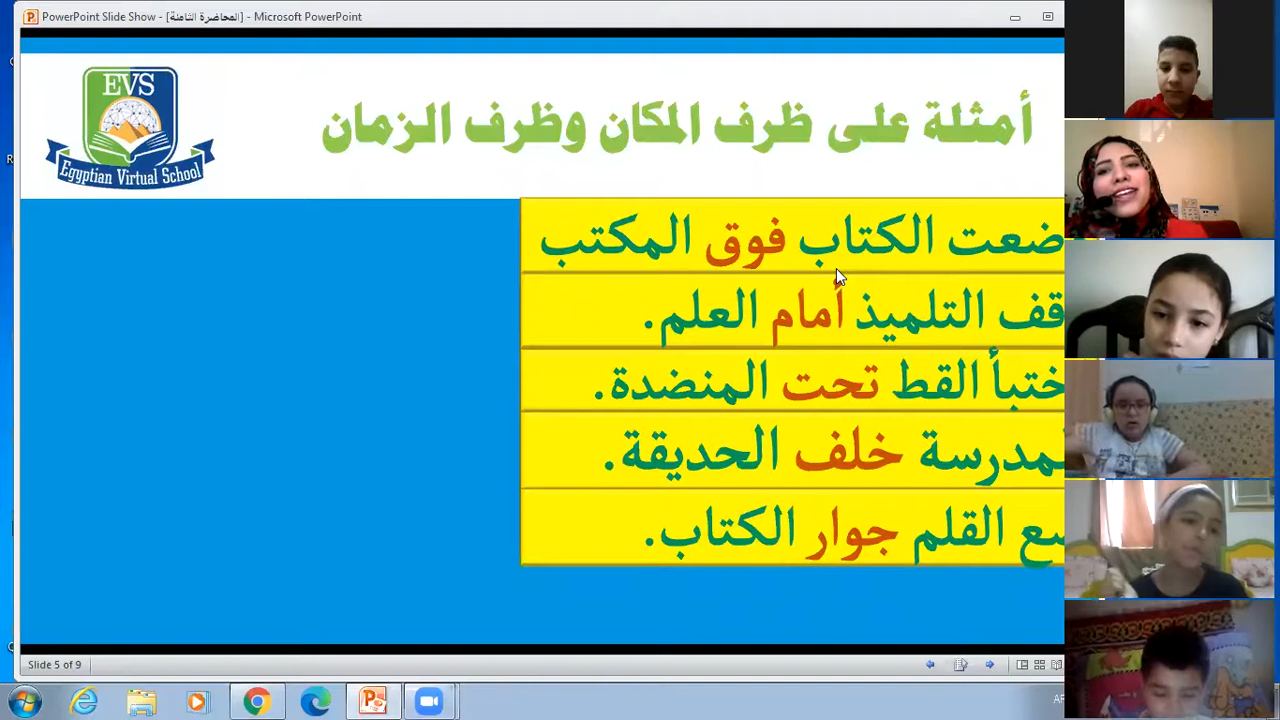 PowerPoint Slide Show - [المحاضرة الثامنة] - Microsoft PowerPoint
EVS
Egyptian Virtual School
أمثلة على ظرف المكان وظرف الزمان
ضعت الكتاب فوق المكتب
قف التلميذ أمام العلم.
ختبأ القط تحت المنضدة.
لمدرسة خلف الحديقة.
القلم جوار الكتاب.
Slide 5 of 9